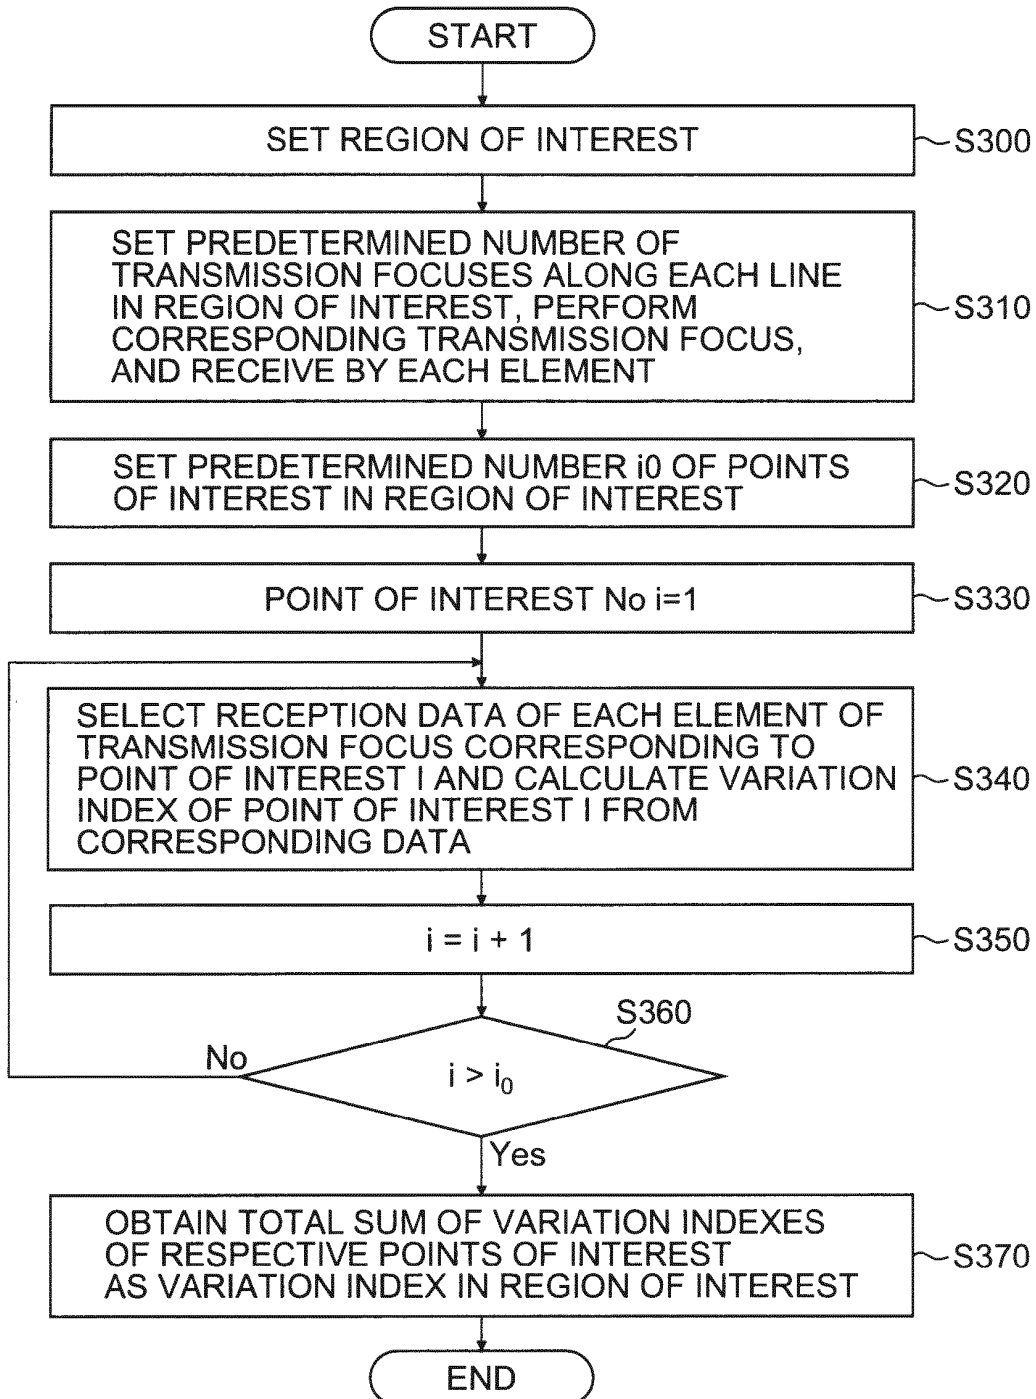 START
SET REGION OF INTEREST
S300
SET PREDETERMINED NUMBER OF
TRANSMISSION FOCUSES ALONG EACH LINE
IN REGION OF INTEREST, PERFORM
CORRESPONDING TRANSMISSION FOCUS,
AND RECEIVE BY EACH ELEMENT
S310
SET PREDETERMINED NUMBER i0 OF POINTS
OF INTEREST IN REGION OF INTEREST
S320
POINT OF INTEREST No i=1
S330
SELECT RECEPTION DATA OF EACH ELEMENT OF
TRANSMISSION FOCUS CORRESPONDING TO
POINT OF INTEREST I AND CALCULATE VARIATION
INDEX OF POINT OF INTEREST I FROM
CORRESPONDING DATA
S340
i = i + 1
S350
S360
No
i > i₀
Yes
OBTAIN TOTAL SUM OF VARIATION INDEXES
OF RESPECTIVE POINTS OF INTEREST
AS VARIATION INDEX IN REGION OF INTEREST
S370
END